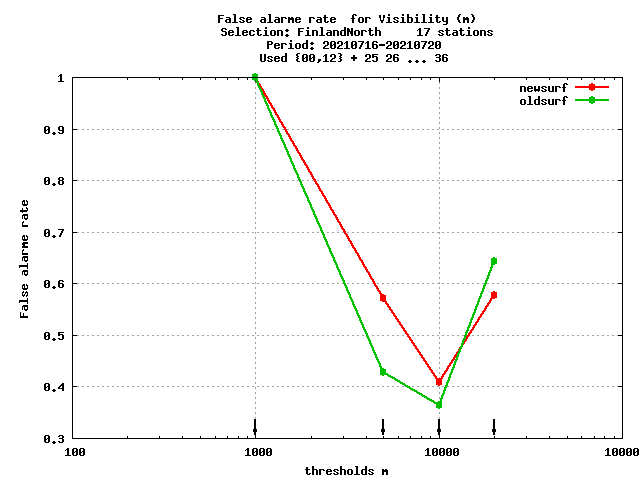 False alarme rate  for Visibility (m)
Selection: FinlandNorth     17 stations
Period: 20210716-20210720
Used {00,12} + 25 26 ... 36
newsurf
oldsurf
1
0.9
0.8
0.7
0.6
0.5
0.4
0.3
False alarme rate
100
1000
10000
10000
thresholds m